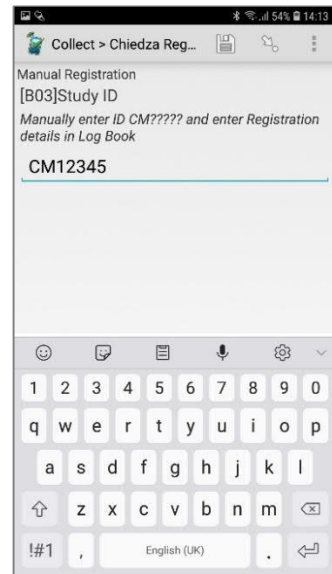 54% 14:13
Collect > Chiedza Reg...
Manual Registration
[B03]Study ID
Manually enter ID CM????? and enter Registration
details in Log Book
CM12345
1 2 3 4 5 6 7 8 9 0
q w e r t y u i o p
a s d f g h j k l
z x c v b n m
!#1 , English (UK) .